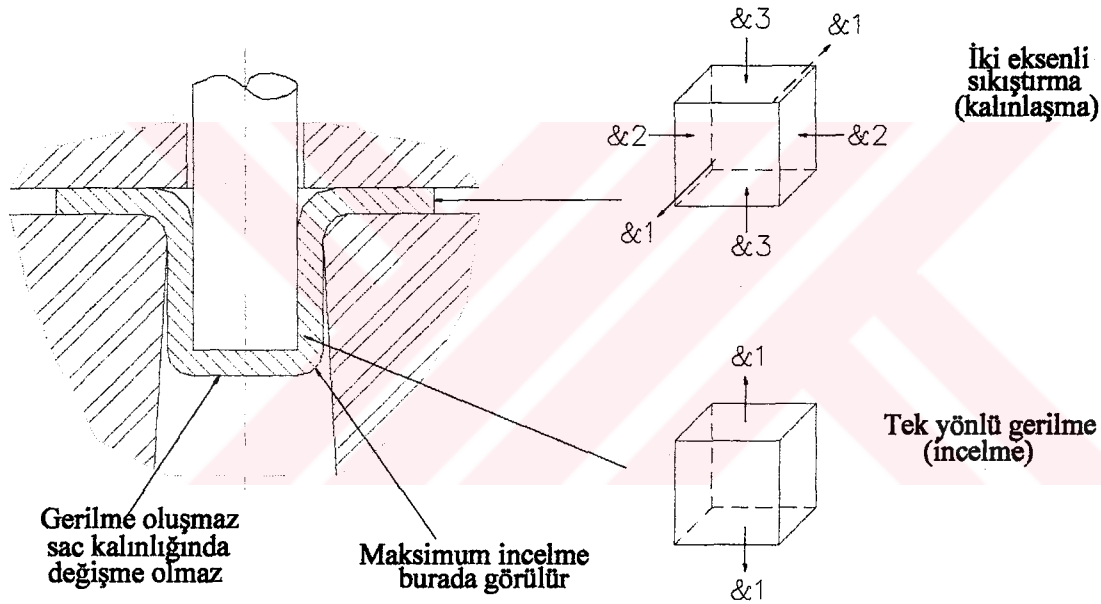 &3
&1
İki eksenli
sıkıştırma
(kalınlaşma)
&2
&2
&1
&3
&1
Tek yönlü gerilme
(incelme)
&1
Gerilme oluşmaz
sac kalınlığında
değişme olmaz
Maksimum incelme
burada görülür